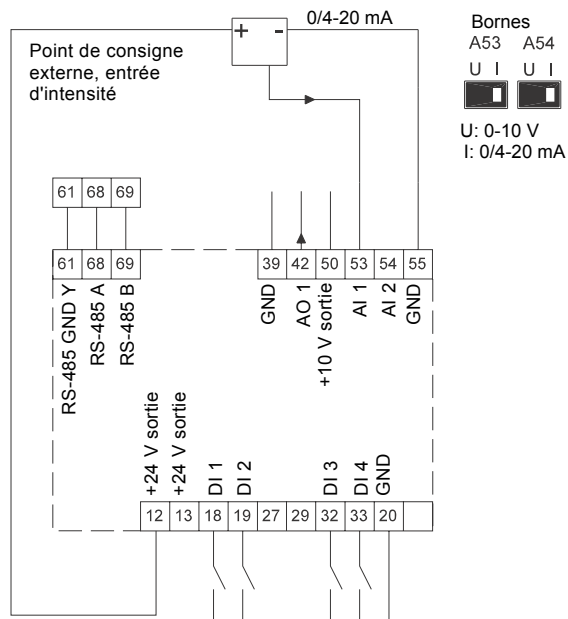 0/4-20 mA
+ -
Point de consigne
externe, entrée
d'intensité
Bornes
A53 A54
U I U I
U: 0-10 V
I: 0/4-20 mA
61 68 69
61 68 69
39 42 50 53 54 55
RS-485 GND Y
RS-485 A
RS-485 B
GND
AO 1
+10 V sortie
AI 1
AI 2
GND
+24 V sortie
+24 V sortie
DI 1
DI 2
DI 3
DI 4
GND
12 13 18 19 27 29 32 33 20